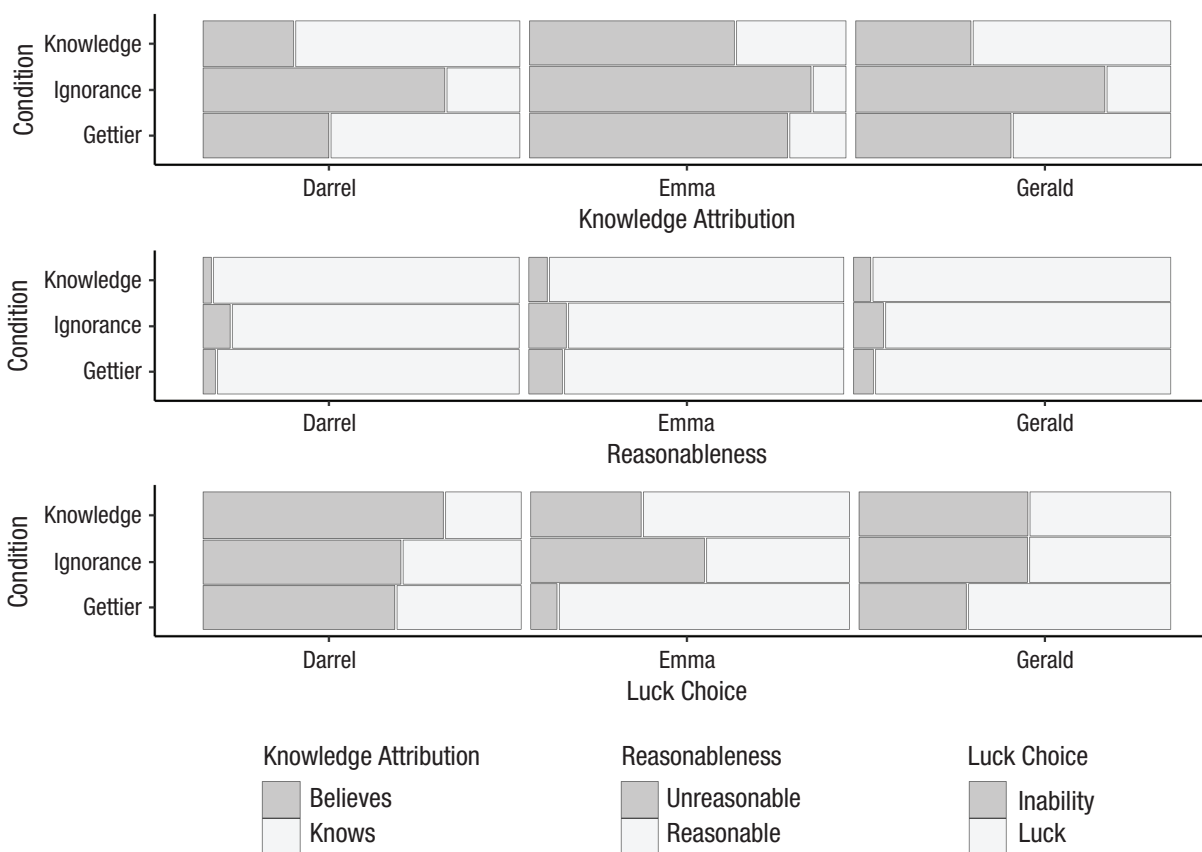 Condition
Knowledge
Ignorance
Gettier
Darrel Emma Gerald
Knowledge Attribution
Condition
Knowledge
Ignorance
Gettier
Darrel Emma Gerald
Reasonableness
Condition
Knowledge
Ignorance
Gettier
Darrel Emma Gerald
Luck Choice
Knowledge Attribution
Believes
Knows
Reasonableness
Unreasonable
Reasonable
Luck Choice
Inability
Luck